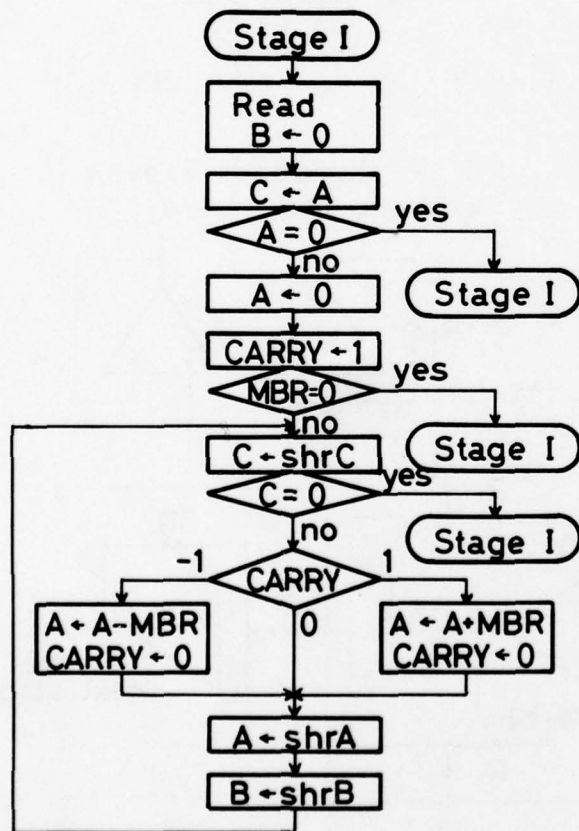 Stage I
Read
B ← 0
C ← A
A = 0
yes
no
Stage I
A ← 0
CARRY ← 1
MBR=0
yes
no
Stage I
C←shrC
C = 0
yes
no
Stage I
-1
CARRY
1
0
A ← A-MBR
CARRY ← 0
A ← A+MBR
CARRY ← 0
A ←shrA
B ←shrB